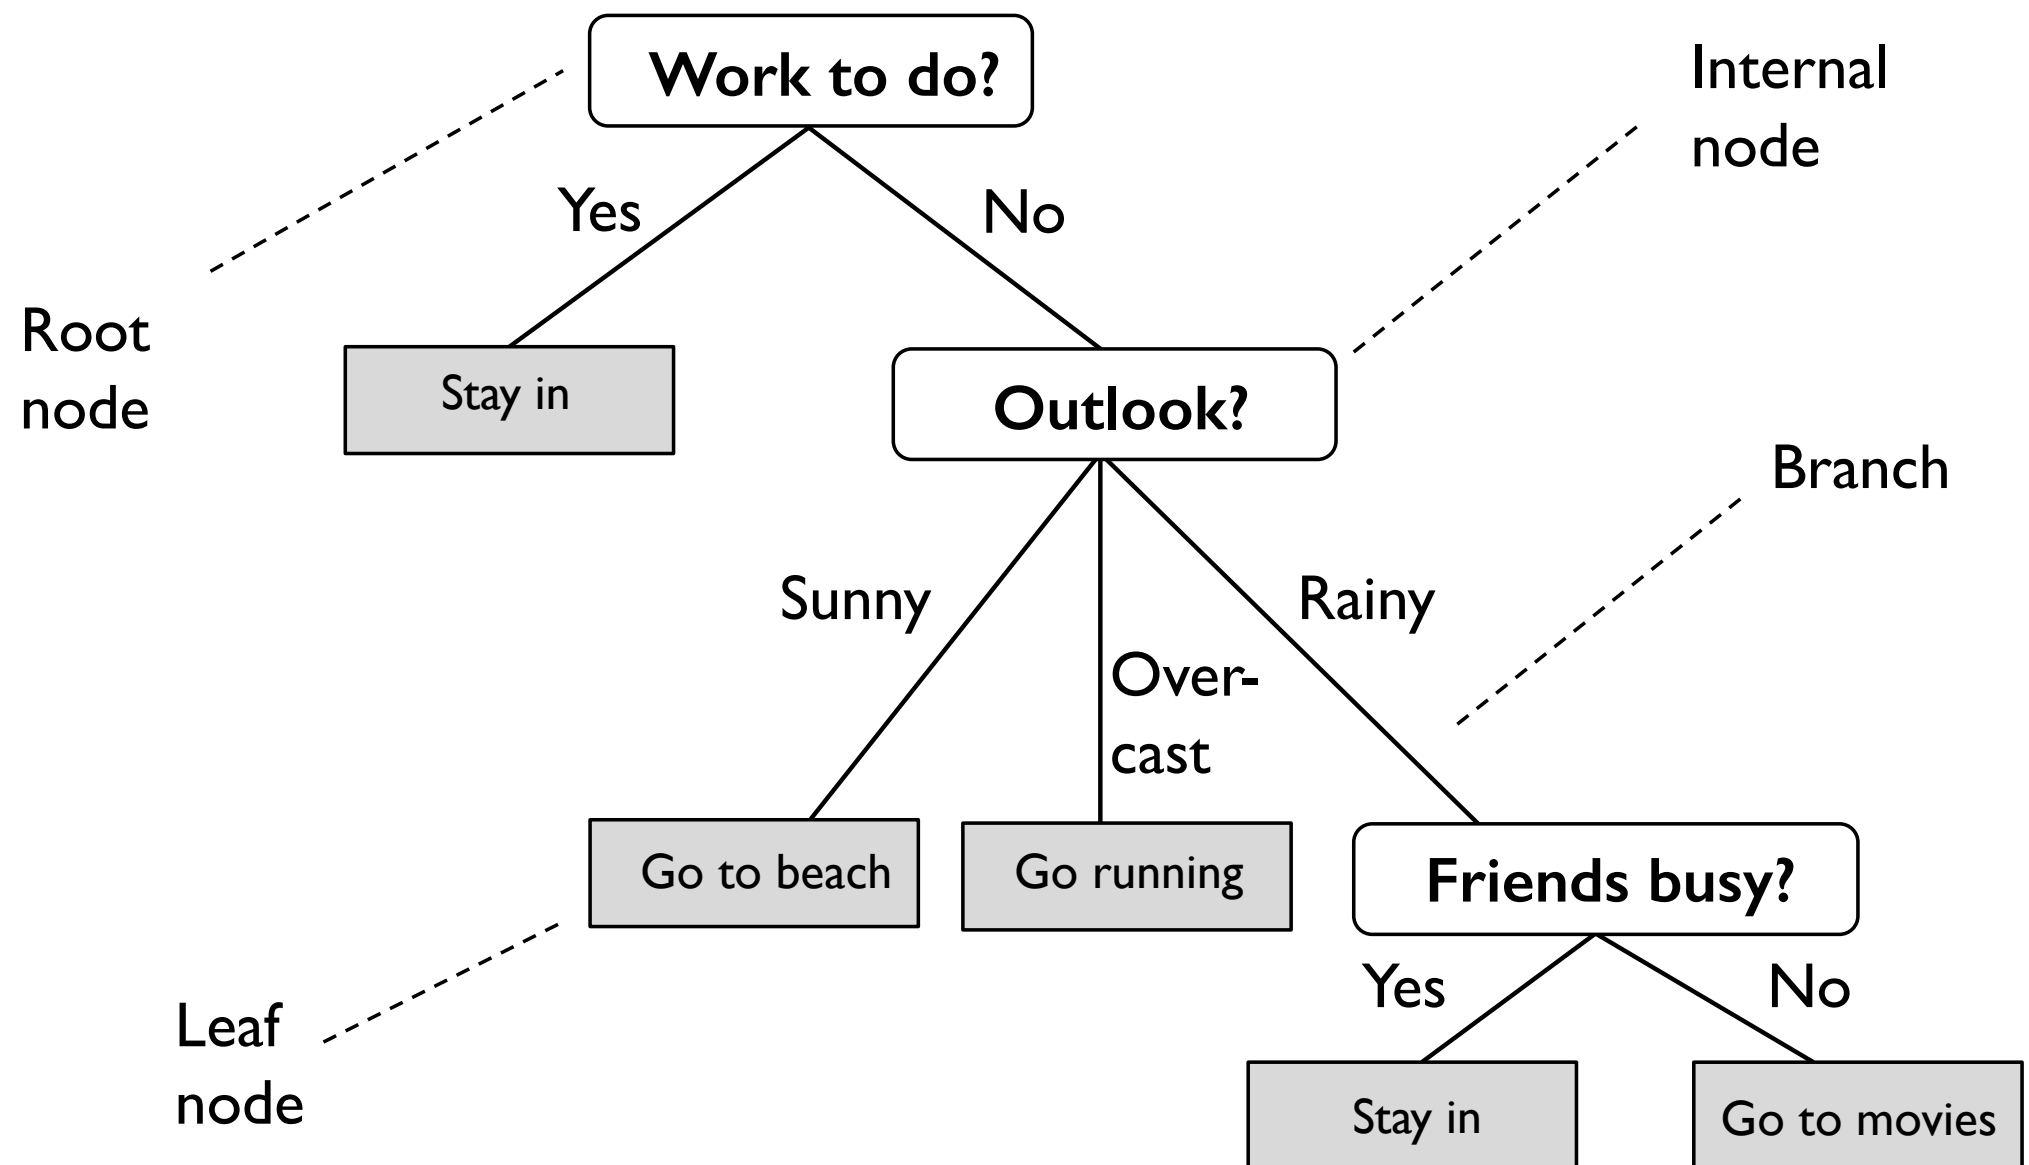 Work to do?
Internal
node
Yes
No
Root
node
Stay in
Outlook?
Branch
Sunny
Rainy
Over-
cast
Go to beach
Go running
Friends busy?
Yes
No
Leaf
node
Stay in
Go to movies